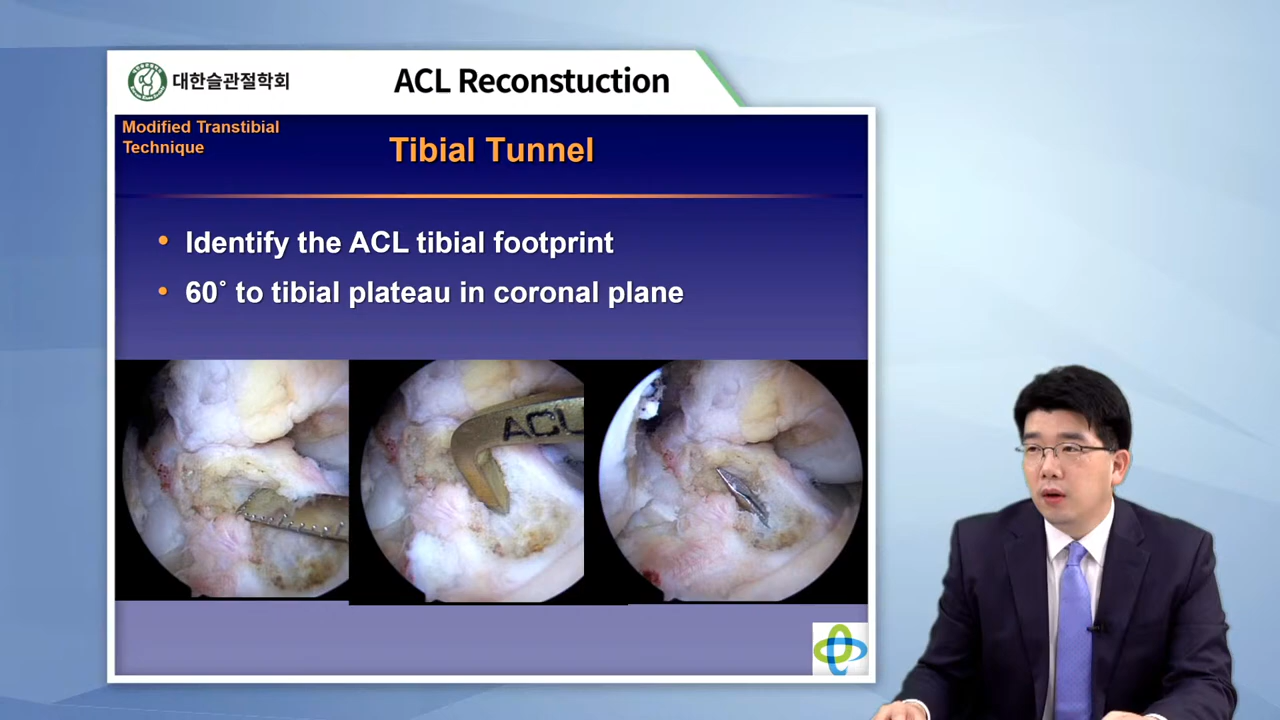 대한슬관절학회
ACL Reconstuction
Modified Transtibial
Technique
Tibial Tunnel
• Identify the ACL tibial footprint
• 60˚ to tibial plateau in coronal plane
ACL